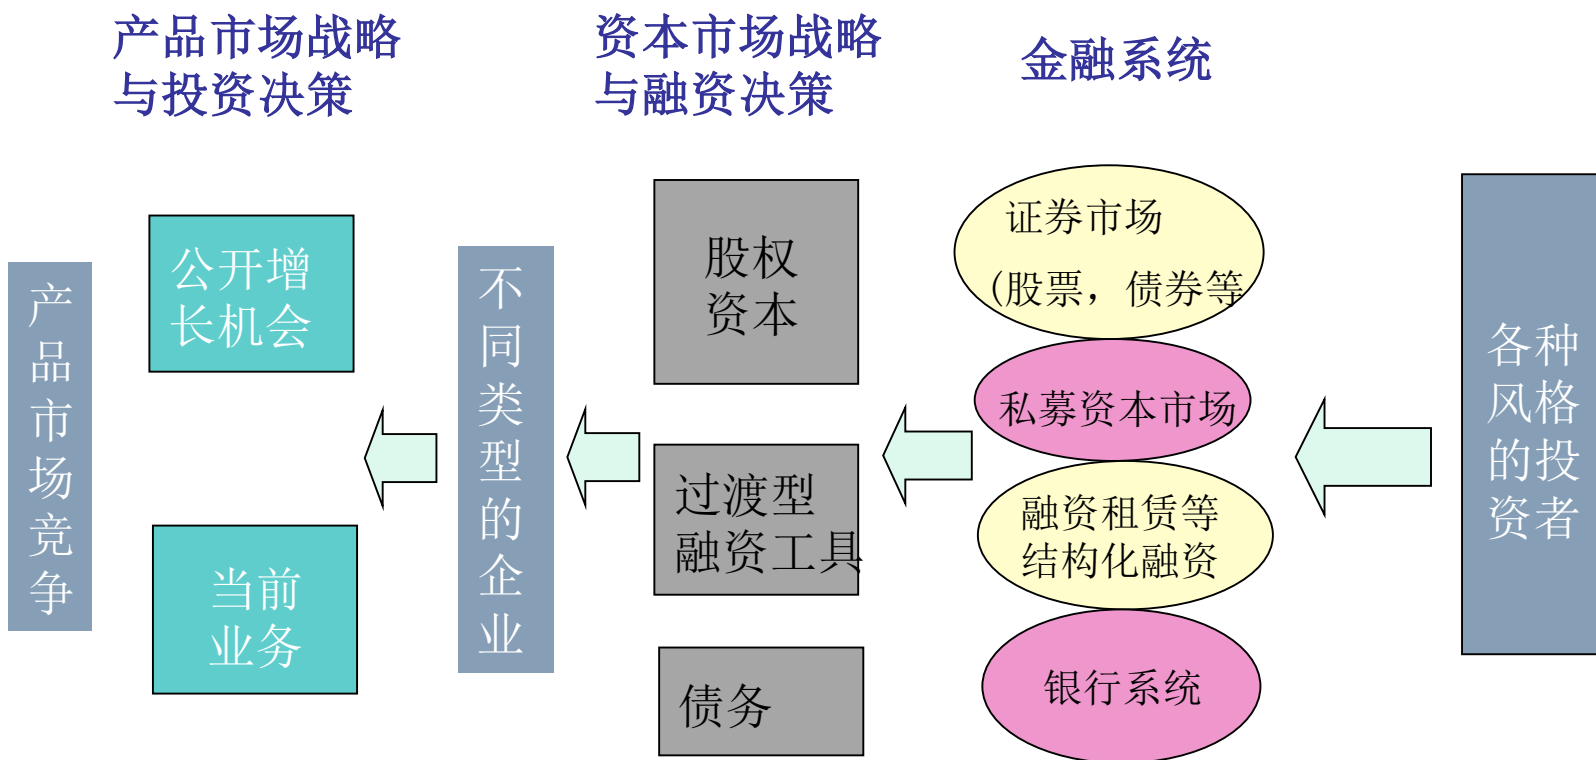 产品市场战略
与投资决策
资本市场战略
与融资决策
金融系统
产品市场竞争
公开增
长机会
当前
业务
不同类型的企业
股权
资本
过渡型
融资工具
债务
证券市场
(股票，债券等
私募资本市场
融资租赁等
结构化融资
银行系统
各种
风格
的投
资者